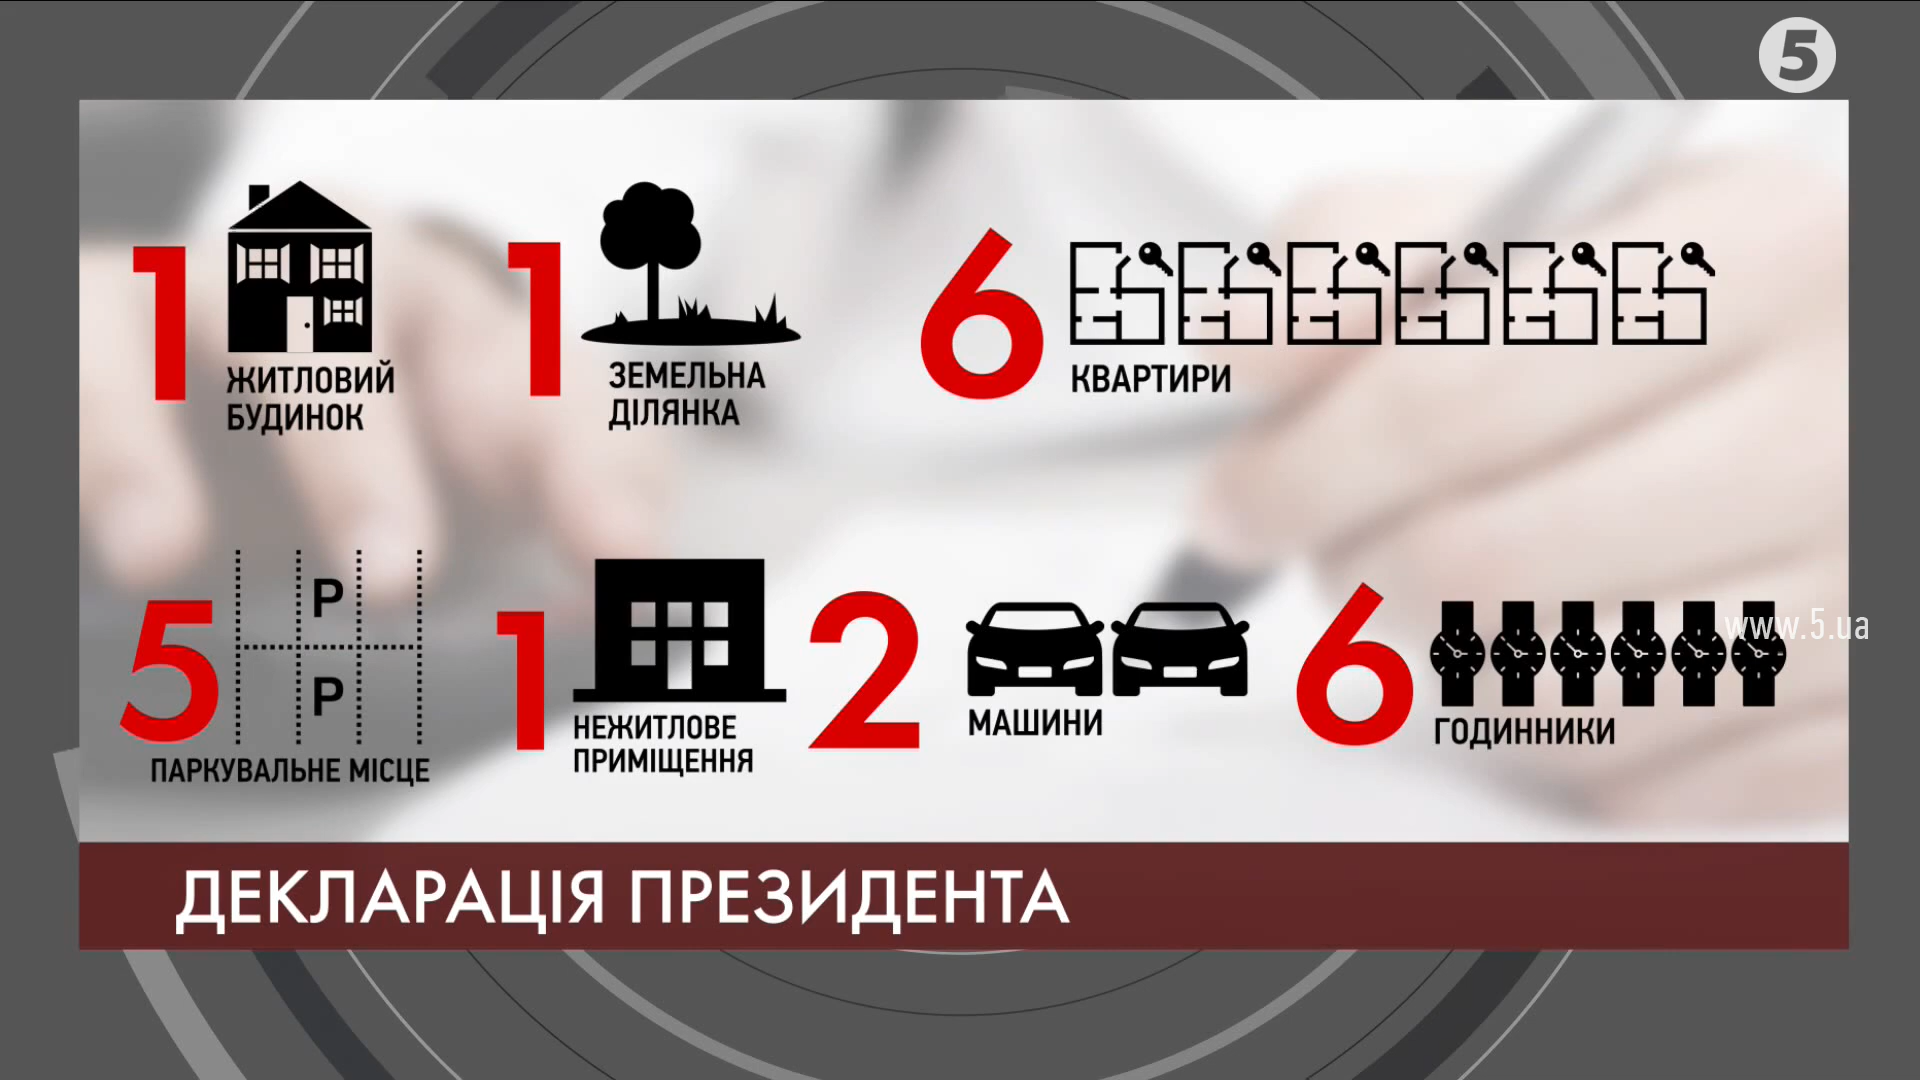 5
1
ЖИТЛОВИЙ
БУДИНОК
1
ЗЕМЕЛЬНА
ДІЛЯНКА
6
КВАРТИРИ
5
P
P
ПАРКУВАЛЬНЕ МІСЦЕ
1
НЕЖИТЛОВЕ
ПРИМІЩЕННЯ
2
МАШИНИ
6
ГОДИННИКИ
www.5.ua
ДЕКЛАРАЦІЯ ПРЕЗИДЕНТА